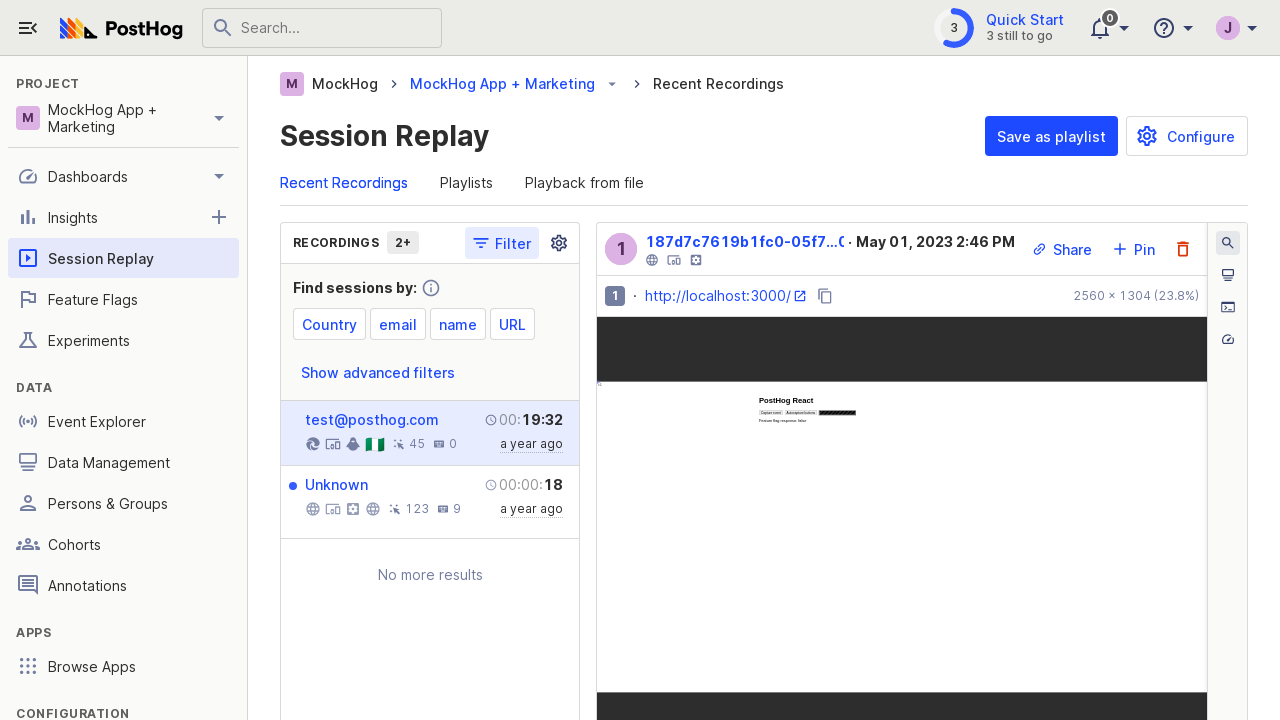 PostHog
Search...
3
Quick Start
3 still to go
0
J
PROJECT
M
MockHog App +
Marketing
Dashboards
Insights
Session Replay
Feature Flags
Experiments
DATA
Event Explorer
Data Management
Persons & Groups
Cohorts
Annotations
APPS
Browse Apps
CONFIGURATION
M MockHog MockHog App + Marketing Recent Recordings
Session Replay
Save as playlist
Configure
Recent Recordings
Playlists
Playback from file
RECORDINGS 2+
Filter
Find sessions by:
Country
email
name
URL
Show advanced filters
test@posthog.com 00:19:32
45 0 a year ago
Unknown 00:00:18
123 9 a year ago
No more results
1
187d7c7619b1fc0-05f7...0 · May 01, 2023 2:46 PM
Share
Pin
1 · http://localhost:3000/
2560 × 1304 (23.8%)
PostHog React
Capture event
Autocapture buttons
Feature flag response: false